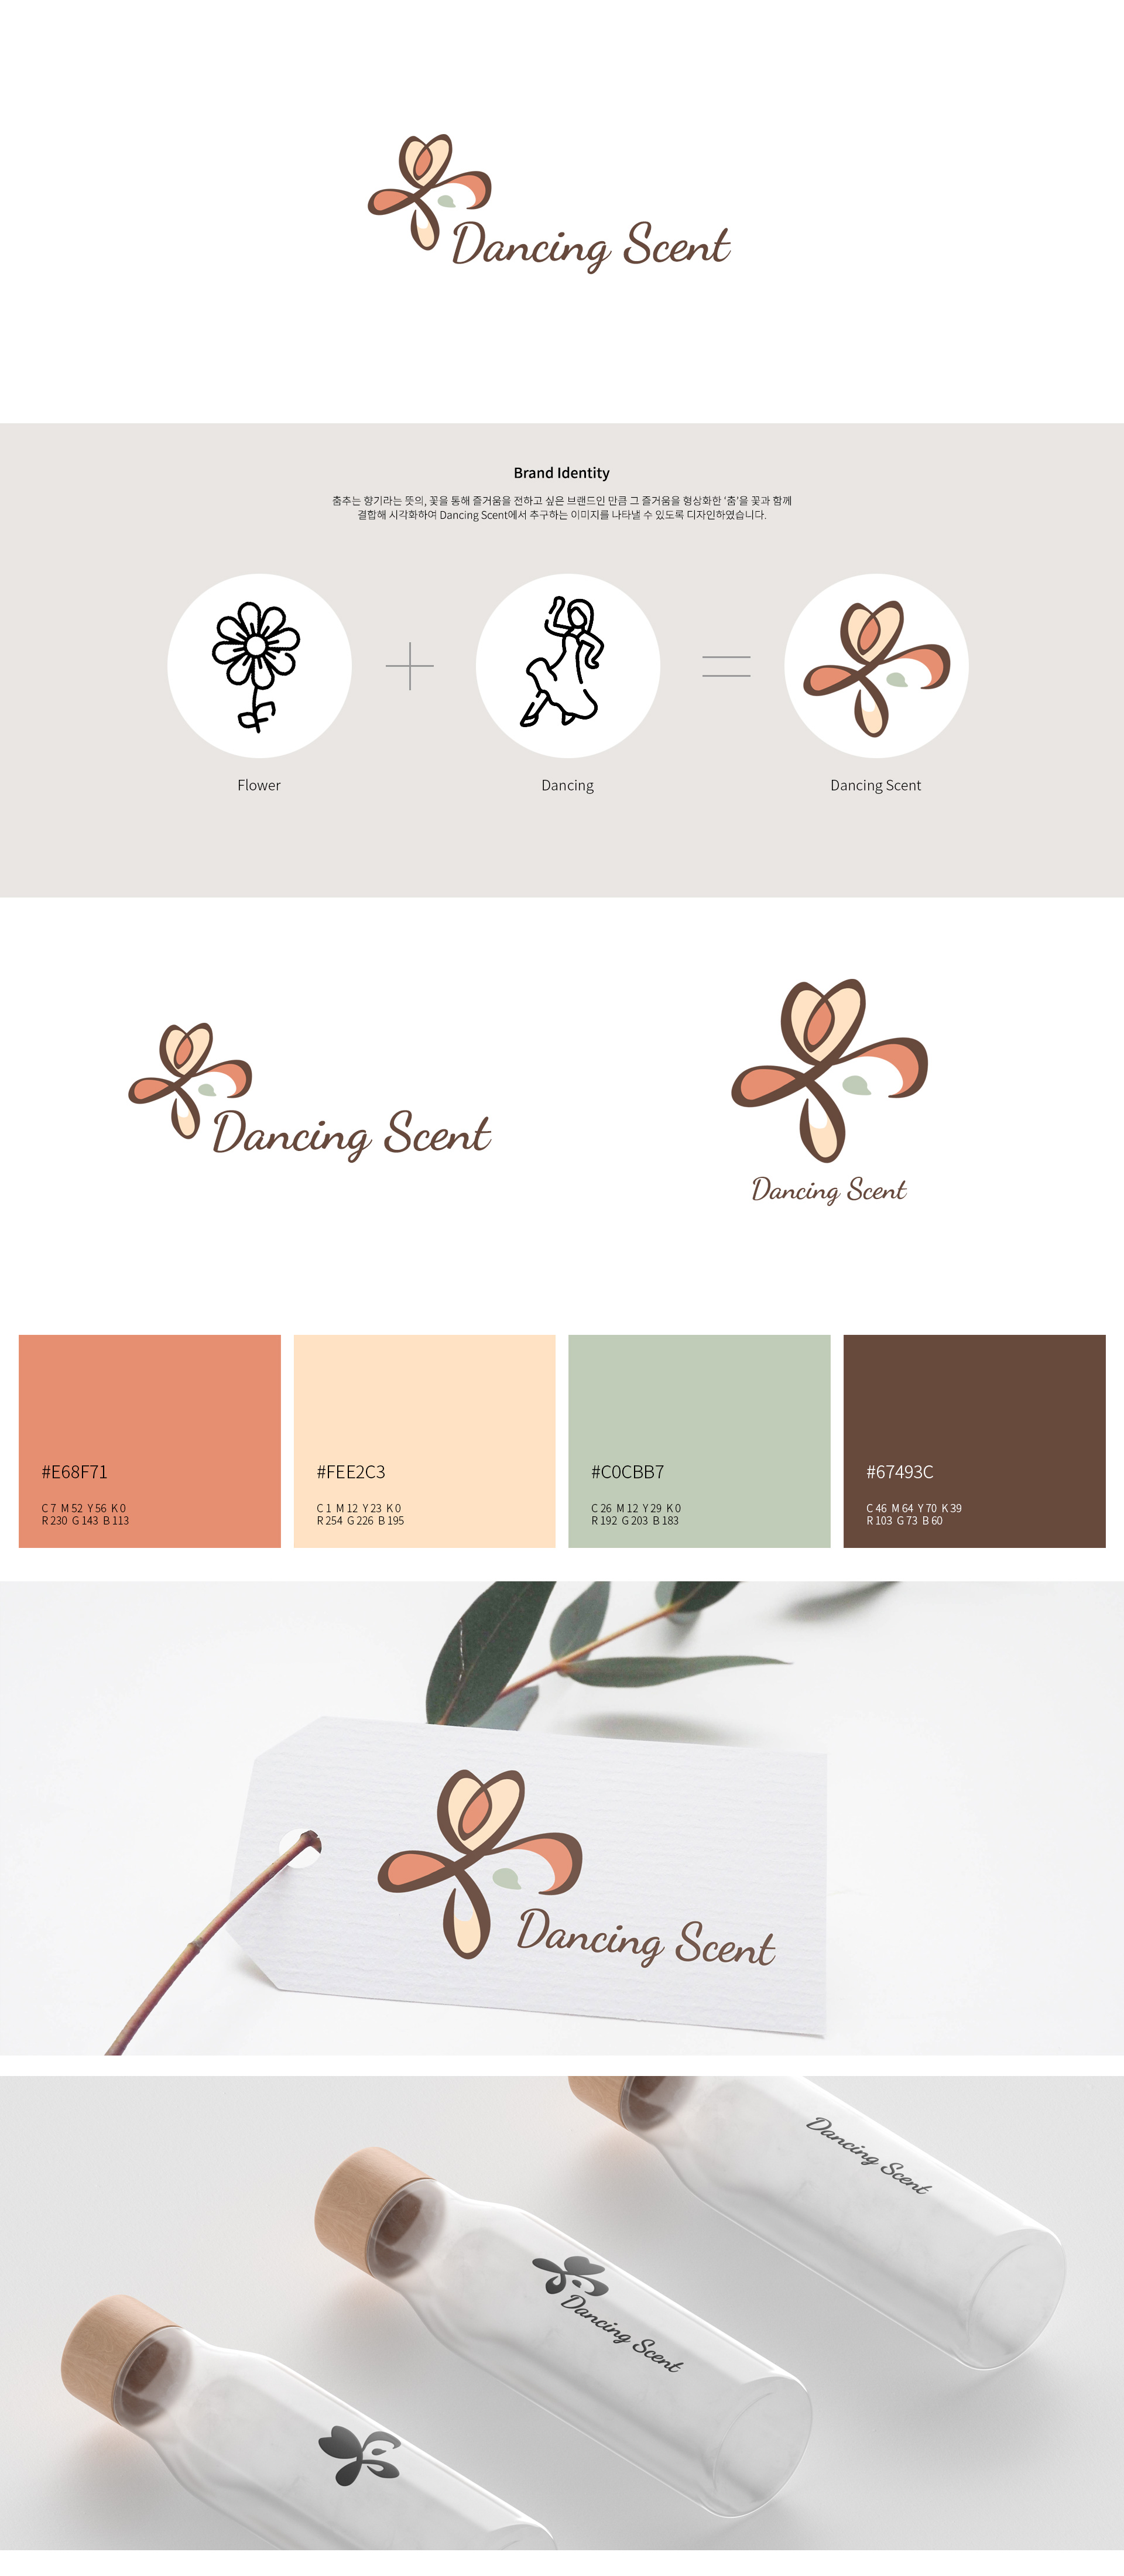 Dancing Scent
Brand Identity
춤추는 향기라는 뜻의, 꽃을 통해 즐거움을 전하고 싶은 브랜드인 만큼 그 즐거움을 형상화한 ‘춤’을 꽃과 함께
결합해 시각화하여 Dancing Scent에서 추구하는 이미지를 나타낼 수 있도록 디자인하였습니다.
Flower
Dancing
Dancing Scent
Dancing Scent
Dancing Scent
#E68F71
C 7 M 52 Y 56 K 0
R 230 G 143 B 113
#FEE2C3
C 1 M 12 Y 23 K 0
R 254 G 226 B 195
#C0CBB7
C 26 M 12 Y 29 K 0
R 192 G 203 B 183
#67493C
C 46 M 64 Y 70 K 39
R 103 G 73 B 60
Dancing Scent
Dancing Scent
Dancing Scent